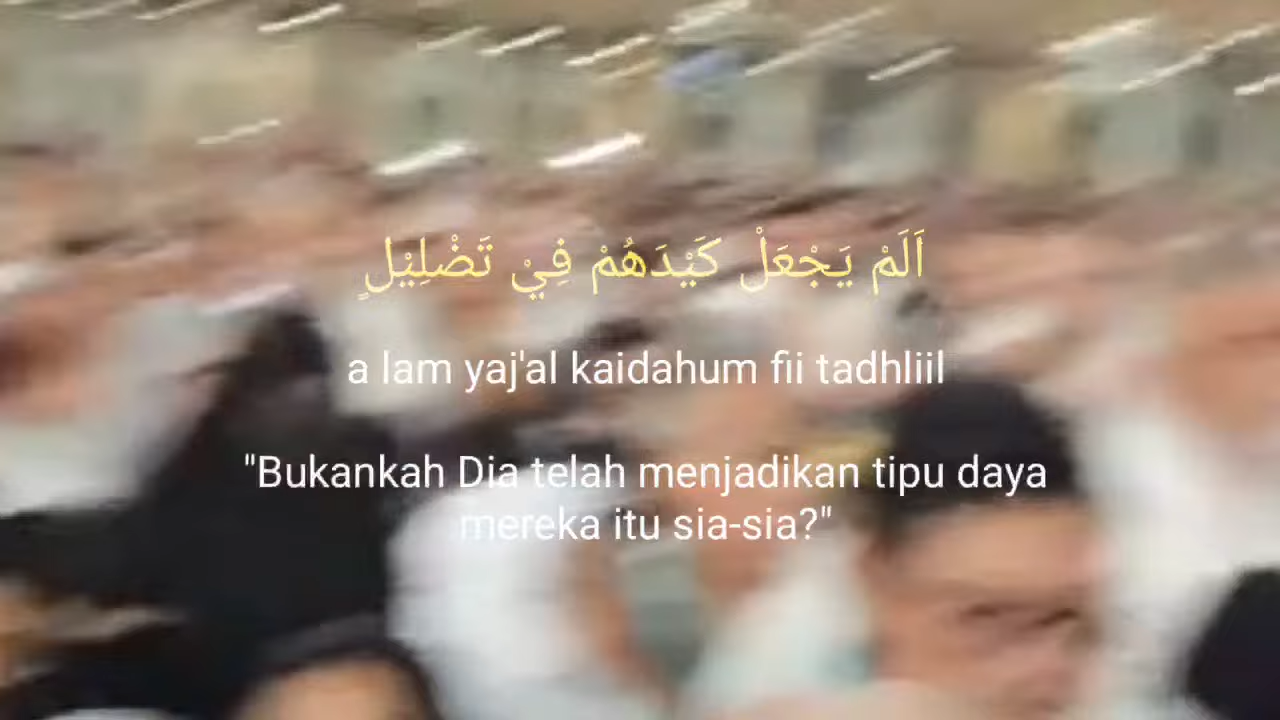 اَلَمْ يَجْعَلْ كَيْدَهُمْ فِيْ تَضْلِيْلٍ
a lam yaj'al kaidahum fii tadhliil
"Bukankah Dia telah menjadikan tipu daya
mereka itu sia-sia?"